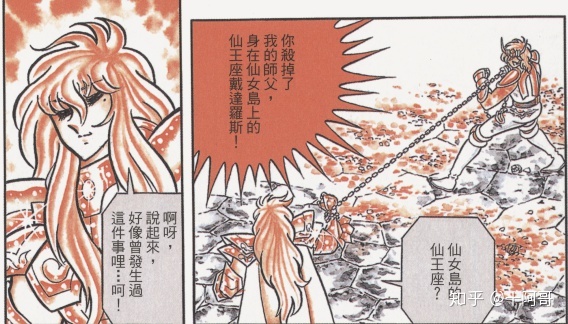 你殺掉了
我的師父，
身在仙女島上的
仙王座戴達羅斯！
仙女島的
仙王座？
啊呀，
說起來，
好像曾發生過
這件事哩…呵！
知乎 @十阿哥